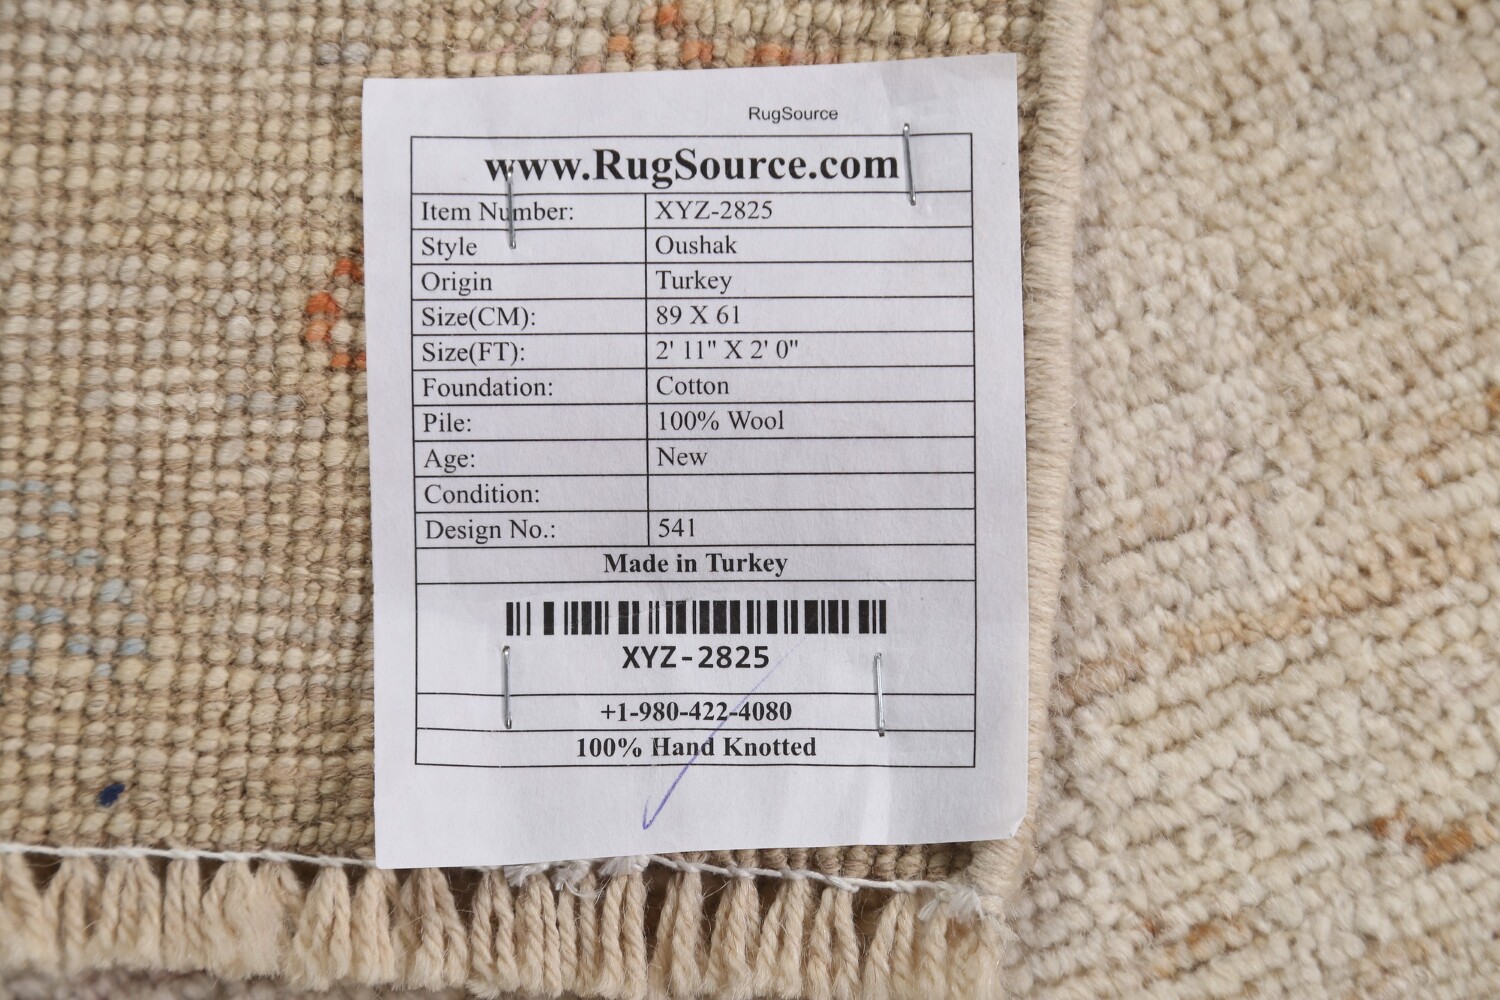 RugSource
www.RugSource.com
Item Number: XYZ-2825
Style Oushak
Origin Turkey
Size(CM): 89 X 61
Size(FT): 2' 11" X 2' 0"
Foundation: Cotton
Pile: 100% Wool
Age: New
Condition:
Design No.: 541
Made in Turkey
XYZ-2825
+1-980-422-4080
100% Hand Knotted